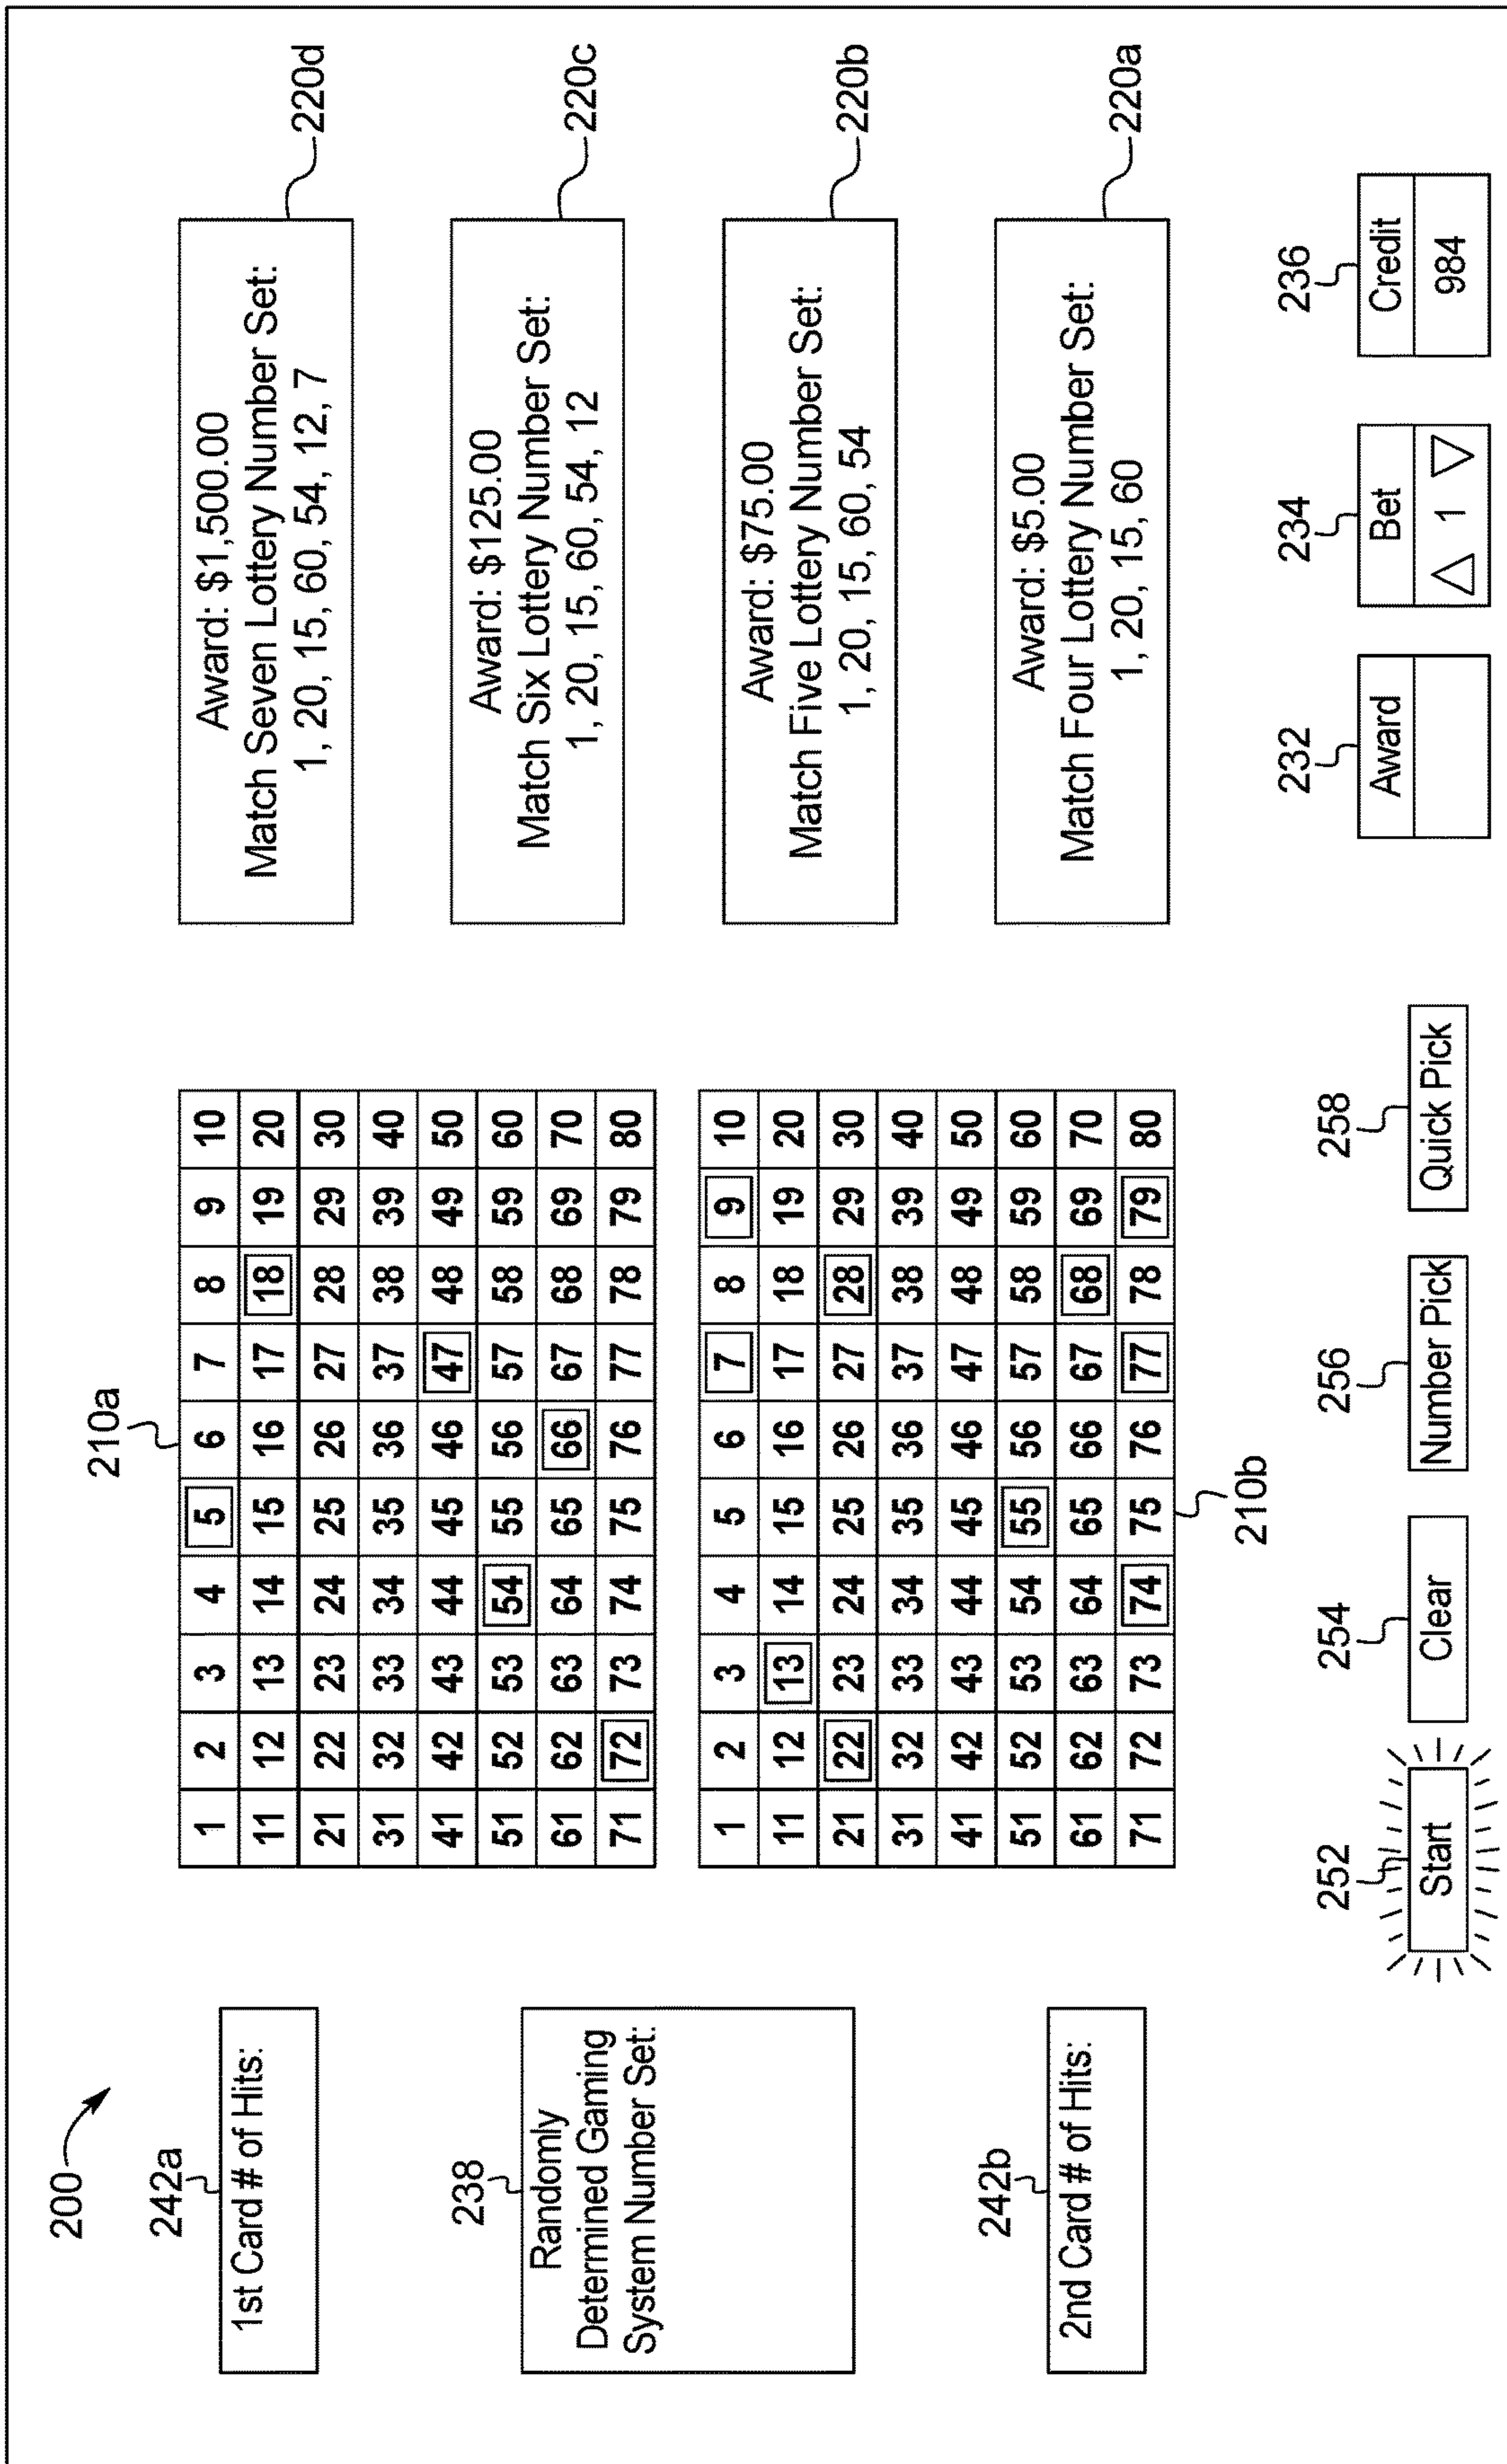 200
242a
1st Card # of Hits:
238
Randomly
Determined Gaming
System Number Set:
242b
2nd Card # of Hits:
210a
1 2 3 4 5 6 7 8 9 10
11 12 13 14 15 16 17 18 19 20
21 22 23 24 25 26 27 28 29 30
31 32 33 34 35 36 37 38 39 40
41 42 43 44 45 46 47 48 49 50
51 52 53 54 55 56 57 58 59 60
61 62 63 64 65 66 67 68 69 70
71 72 73 74 75 76 77 78 79 80
1 2 3 4 5 6 7 8 9 10
11 12 13 14 15 16 17 18 19 20
21 22 23 24 25 26 27 28 29 30
31 32 33 34 35 36 37 38 39 40
41 42 43 44 45 46 47 48 49 50
51 52 53 54 55 56 57 58 59 60
61 62 63 64 65 66 67 68 69 70
71 72 73 74 75 76 77 78 79 80
210b
Award: $1,500.00
Match Seven Lottery Number Set:
1, 20, 15, 60, 54, 12, 7
220d
Award: $125.00
Match Six Lottery Number Set:
1, 20, 15, 60, 54, 12
220c
Award: $75.00
Match Five Lottery Number Set:
1, 20, 15, 60, 54
220b
Award: $5.00
Match Four Lottery Number Set:
1, 20, 15, 60
220a
252
Start
254
Clear
256
Number Pick
258
Quick Pick
232
Award
234
Bet
1
236
Credit
984